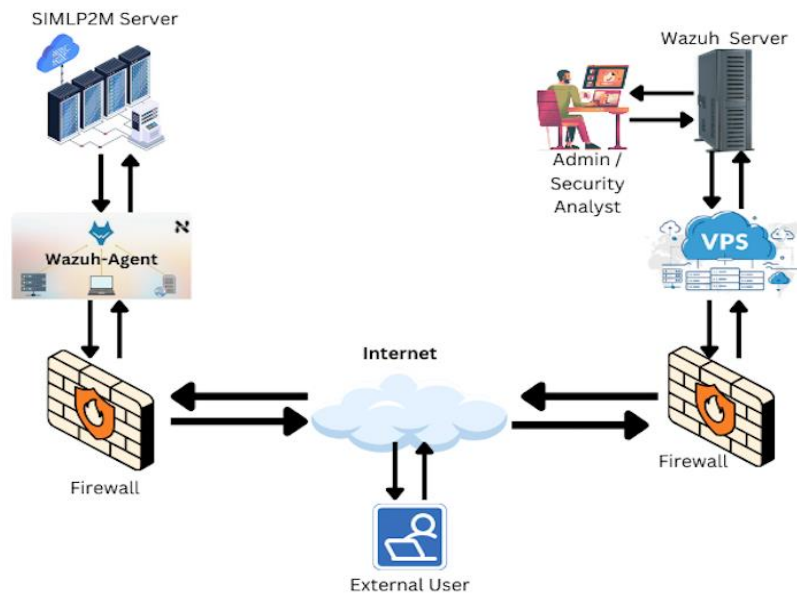 SIMLP2M Server
Wazuh Server
Admin /
Security
Analyst
Wazuh-Agent
VPS
Internet
Firewall
Firewall
External User